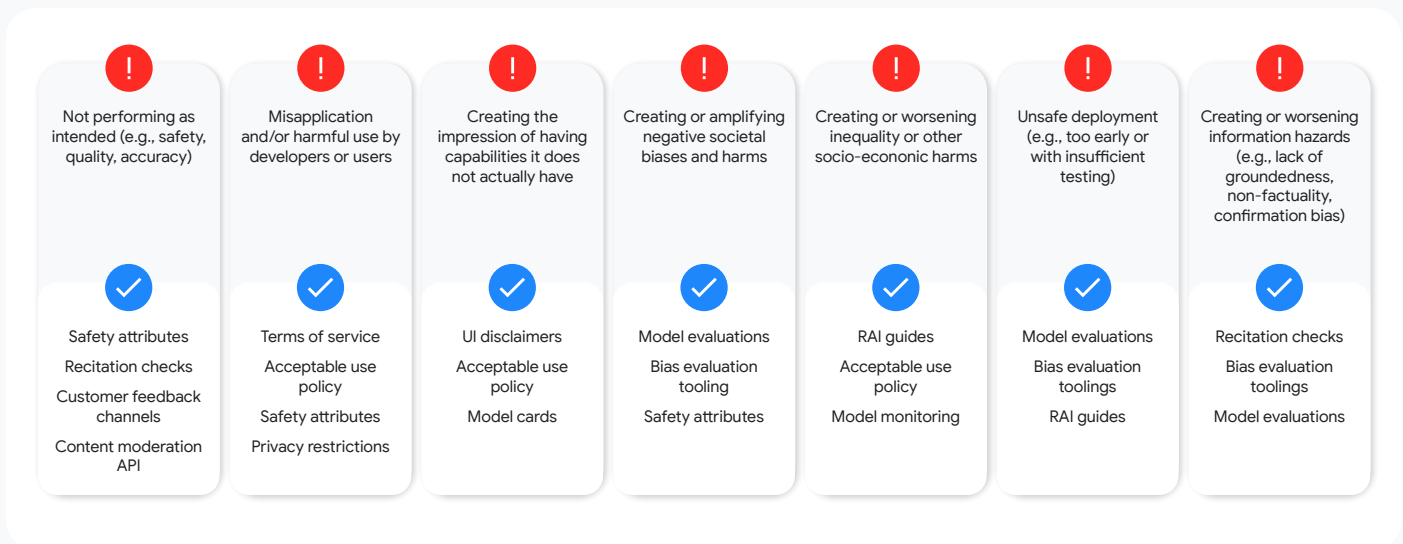 Not performing as
intended (e.g., safety,
quality, accuracy)
Safety attributes
Recitation checks
Customer feedback
channels
Content moderation
API
Misapplication
and/or harmful use by
developers or users
Terms of service
Acceptable use
policy
Safety attributes
Privacy restrictions
Creating the
impression of having
capabilities it does
not actually have
UI disclaimers
Acceptable use
policy
Model cards
Creating or amplifying
negative societal
biases and harms
Model evaluations
Bias evaluation
tooling
Safety attributes
Creating or worsening
inequality or other
socio-econonic harms
RAI guides
Acceptable use
policy
Model monitoring
Unsafe deployment
(e.g., too early or
with insufficient
testing)
Model evaluations
Bias evaluation
toolings
RAI guides
Creating or worsening
information hazards
(e.g., lack of
groundedness,
non-factuality,
confirmation bias)
Recitation checks
Bias evaluation
toolings
Model evaluations